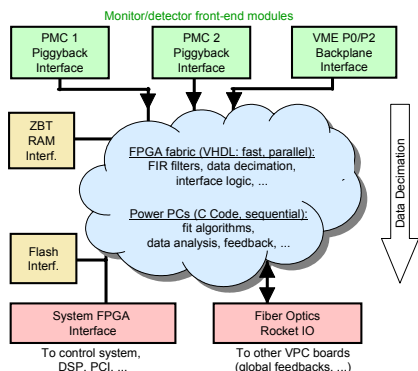 Monitor/detector front-end modules
PMC 1
Piggyback
Interface
PMC 2
Piggyback
Interface
VME P0/P2
Backplane
Interface
ZBT
RAM
Interf.
FPGA fabric (VHDL: fast, parallel):
FIR filters, data decimation,
interface logic, ...
Power PCs (C Code, sequential):
fit algorithms,
data analysis, feedback, ...
Data Decimation
Flash
Interf.
System FPGA
Interface
Fiber Optics
Rocket IO
To control system,
DSP, PCI, ...
To other VPC boards
(global feedbacks, ...)